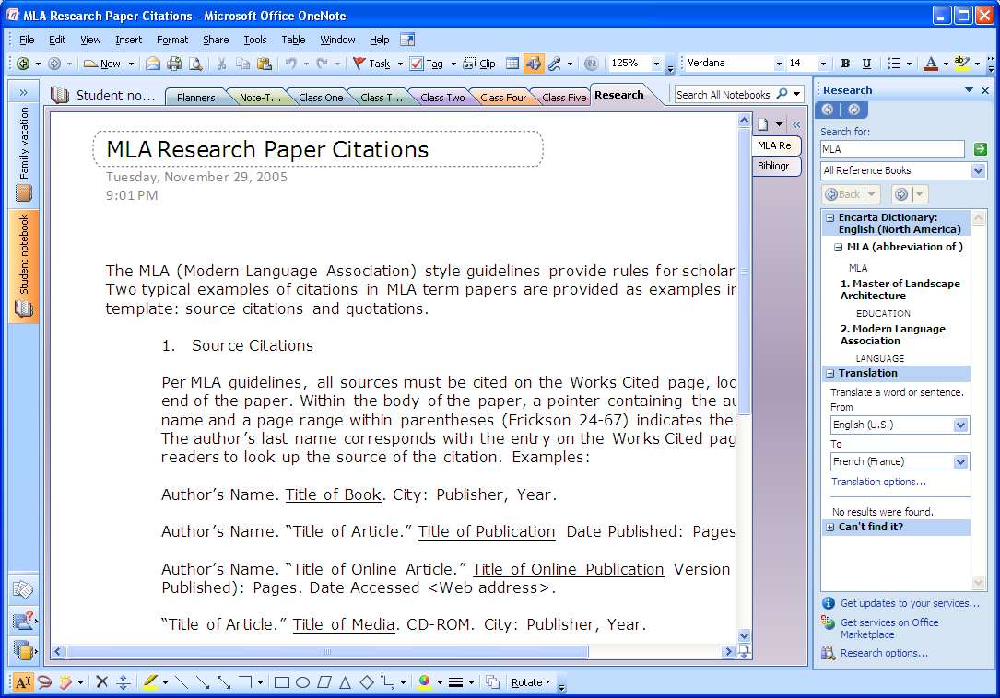 MLA Research Paper Citations - Microsoft Office OneNote
File Edit View Insert Format Share Tools Table Window Help
New Task Tag Clip 125% Verdana 14 B U A ab
Student no... Planners Note-T... Class One Class T... Class Two Class Four Class Five Research Search All Notebooks
Family vacation
Student notebook
MLA Research Paper Citations
Tuesday, November 29, 2005
9:01 PM
The MLA (Modern Language Association) style guidelines provide rules for scholar
Two typical examples of citations in MLA term papers are provided as examples in
template: source citations and quotations.
1. Source Citations
Per MLA guidelines, all sources must be cited on the Works Cited page, loc
end of the paper. Within the body of the paper, a pointer containing the au
name and a page range within parentheses (Erickson 24-67) indicates the
The author’s last name corresponds with the entry on the Works Cited pag
readers to look up the source of the citation. Examples:
Author’s Name. Title of Book. City: Publisher, Year.
Author’s Name. “Title of Article.” Title of Publication Date Published: Pages
Author’s Name. “Title of Online Article.” Title of Online Publication Version
Published): Pages. Date Accessed <Web address>.
“Title of Article.” Title of Media. CD-ROM. City: Publisher, Year.
MLA Re
Bibliogr
Research
Search for:
MLA
All Reference Books
Back
Encarta Dictionary:
English (North America)
MLA (abbreviation of )
MLA
1. Master of Landscape
Architecture
EDUCATION
2. Modern Language
Association
LANGUAGE
Translation
Translate a word or sentence.
From
English (U.S.)
To
French (France)
Translation options...
No results were found.
Can't find it?
Get updates to your services...
Get services on Office
Marketplace
Research options...
A Rotate